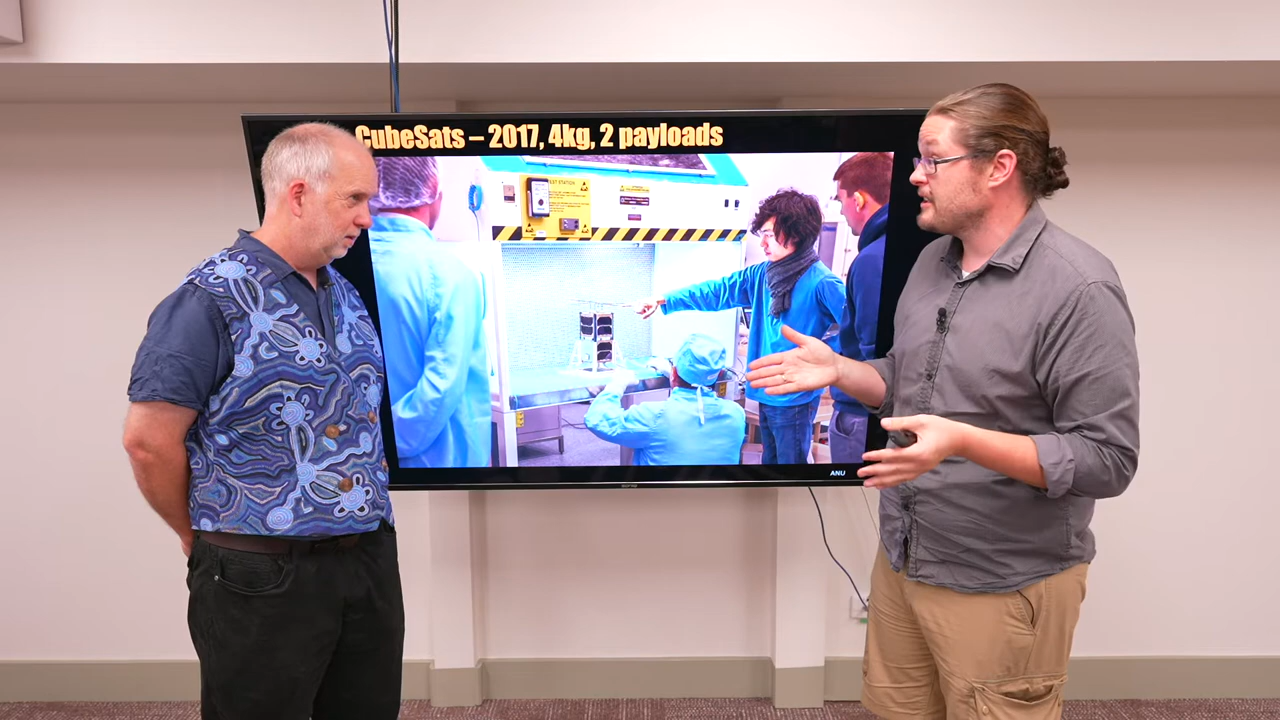 CubeSats – 2017, 4kg, 2 payloads
ANU